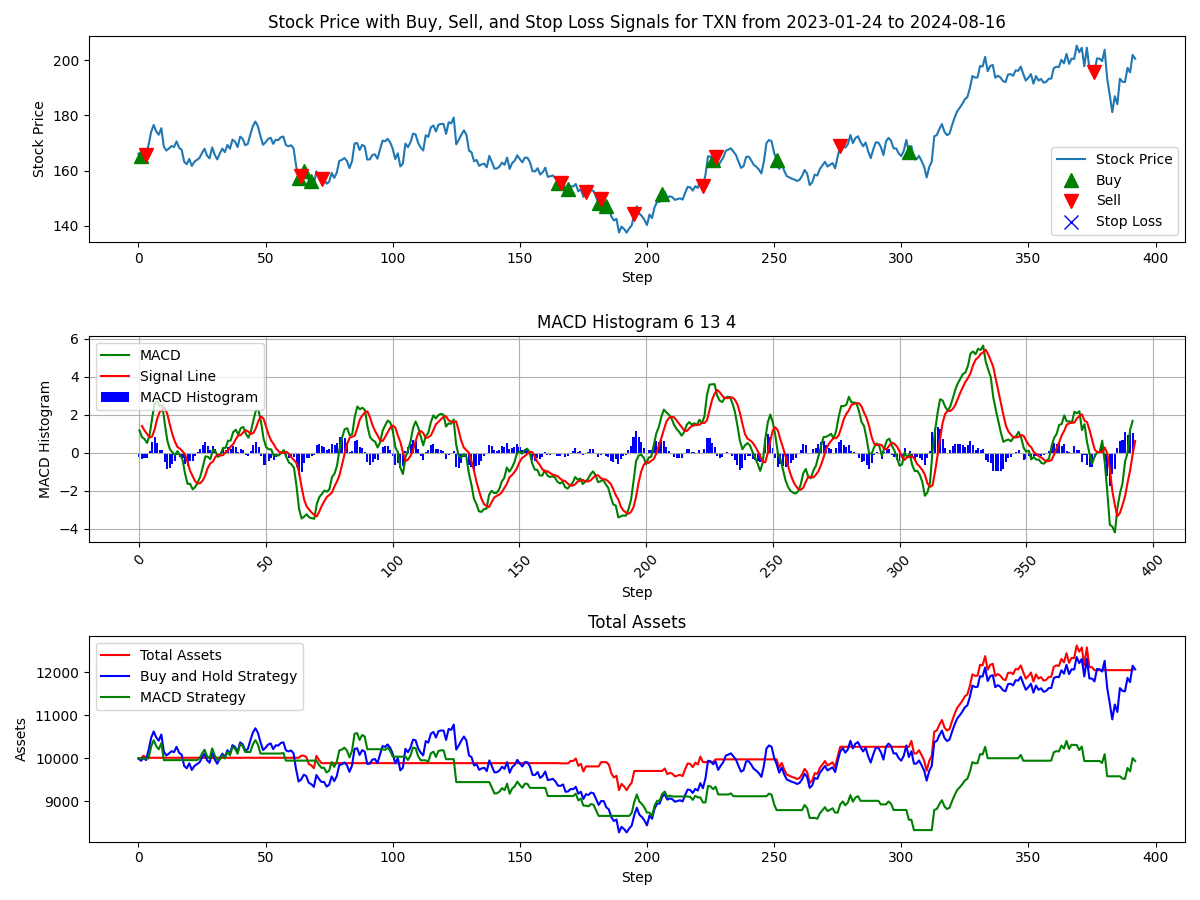 Stock Price with Buy, Sell, and Stop Loss Signals for TXN from 2023-01-24 to 2024-08-16
Stock Price
200
180
160
140
Stock Price
Buy
Sell
Stop Loss
0 50 100 150 200 250 300 350 400
Step
MACD Histogram 6 13 4
MACD Histogram
6
4
2
0
−2
−4
MACD
Signal Line
MACD Histogram
0 50 100 150 200 250 300 350 400
Step
Total Assets
Assets
12000
11000
10000
9000
Total Assets
Buy and Hold Strategy
MACD Strategy
0 50 100 150 200 250 300 350 400
Step